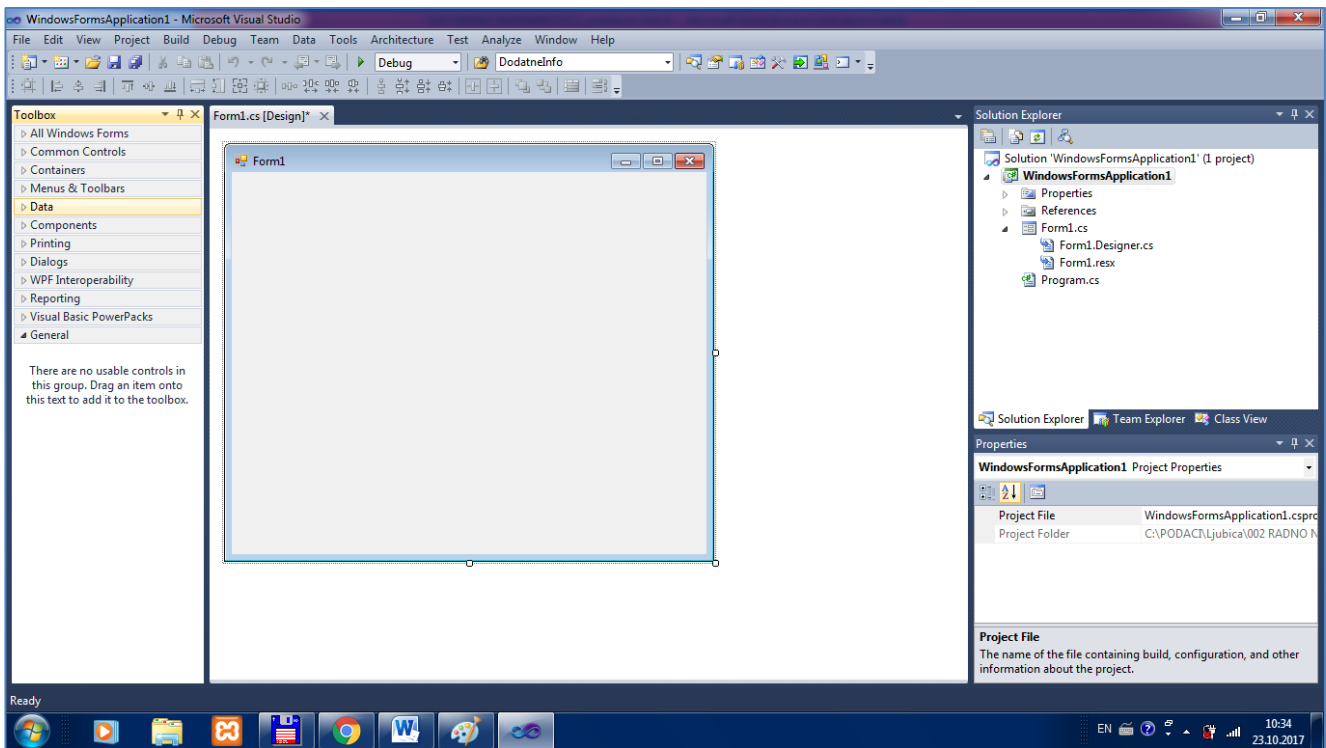 WindowsFormsApplication1 - Microsoft Visual Studio
File Edit View Project Build Debug Team Data Tools Architecture Test Analyze Window Help
Debug DodatneInfo
Toolbox
All Windows Forms
Common Controls
Containers
Menus & Toolbars
Data
Components
Printing
Dialogs
WPF Interoperability
Reporting
Visual Basic PowerPacks
General
There are no usable controls in
this group. Drag an item onto
this text to add it to the toolbox.
Form1.cs [Design]*
Form1
Solution Explorer
Solution 'WindowsFormsApplication1' (1 project)
WindowsFormsApplication1
Properties
References
Form1.cs
Form1.Designer.cs
Form1.resx
Program.cs
Solution Explorer Team Explorer Class View
Properties
WindowsFormsApplication1 Project Properties
Project File WindowsFormsApplication1.cspro
Project Folder C:\PODACI\Ljubica\002 RADNO N
Project File
The name of the file containing build, configuration, and other
information about the project.
Ready
EN 10:34
23.10.2017